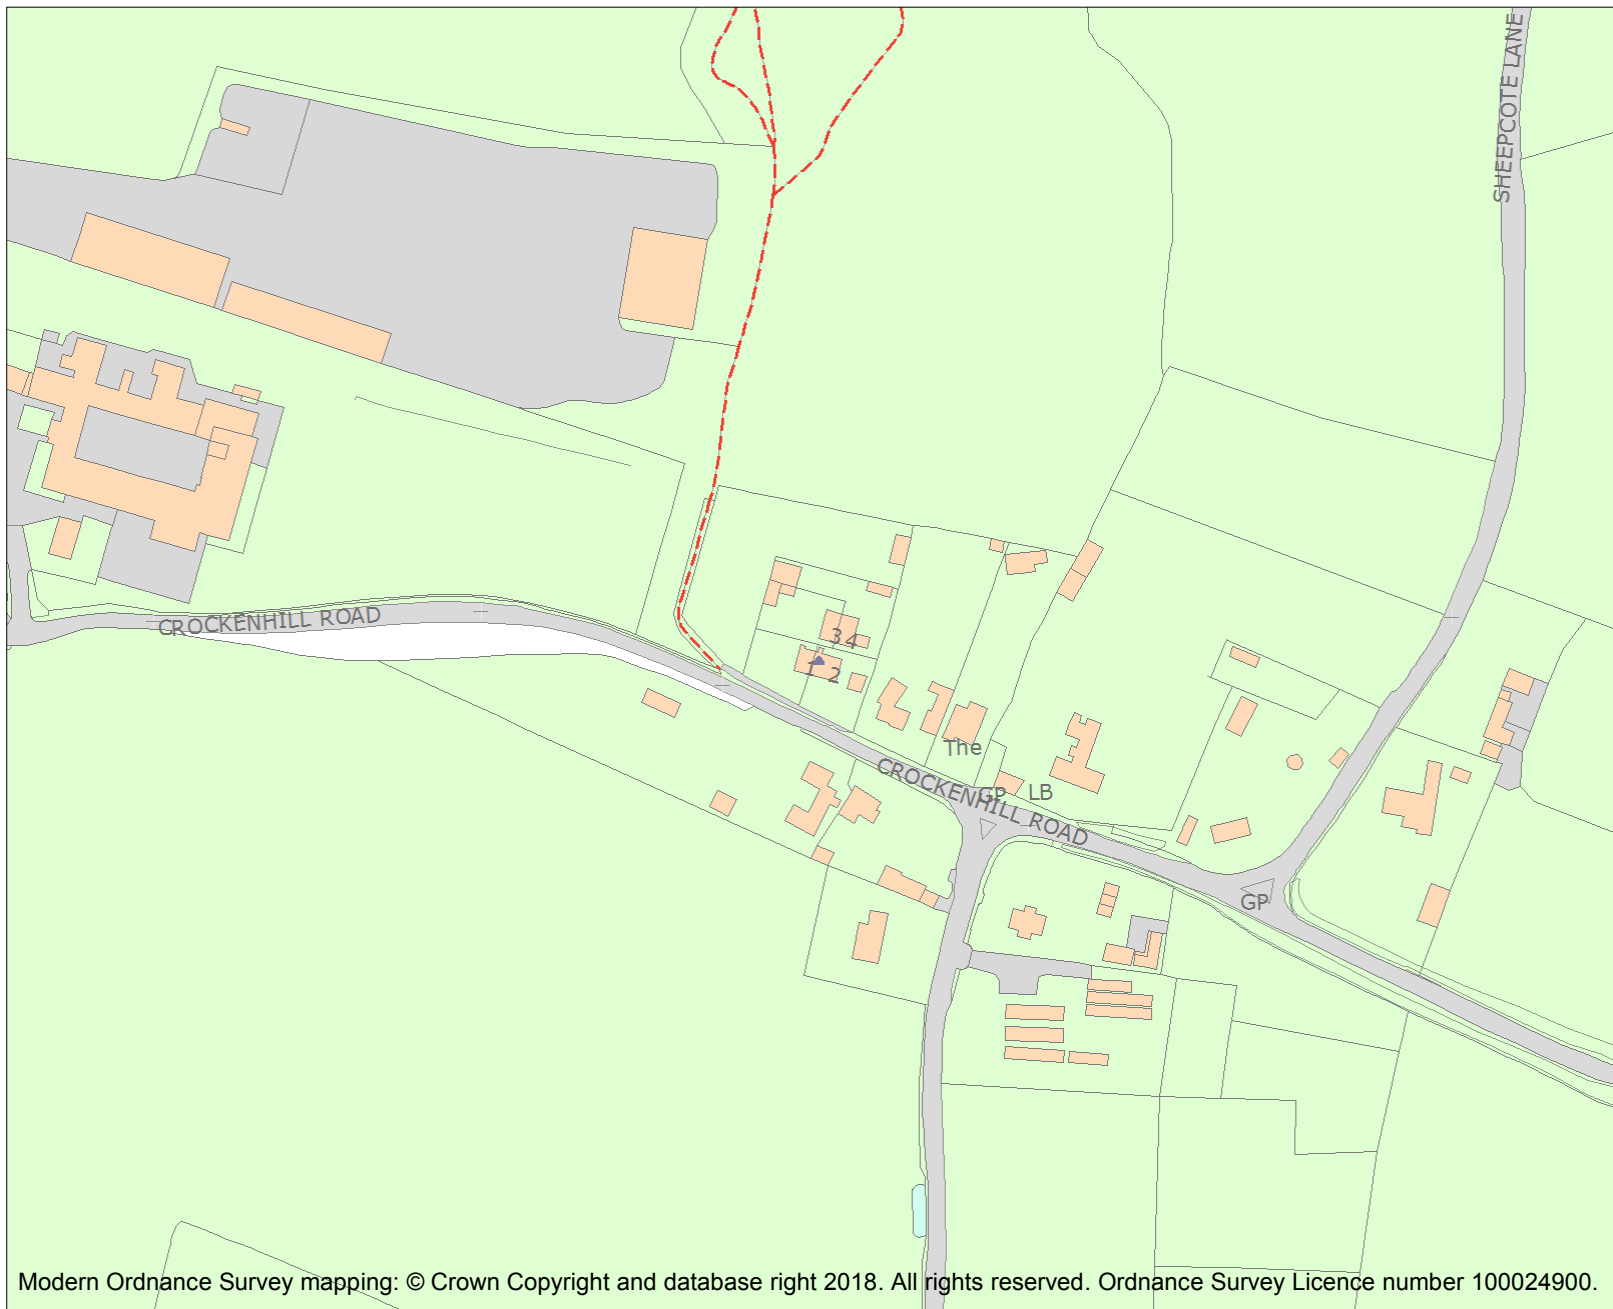 SHEEPCOTE LANE
CROCKENHILL ROAD
3 4
1 2
The
CROCKENHILL ROAD
GP
LB
GP
Modern Ordnance Survey mapping: © Crown Copyright and database right 2018. All rights reserved. Ordnance Survey Licence number 100024900.